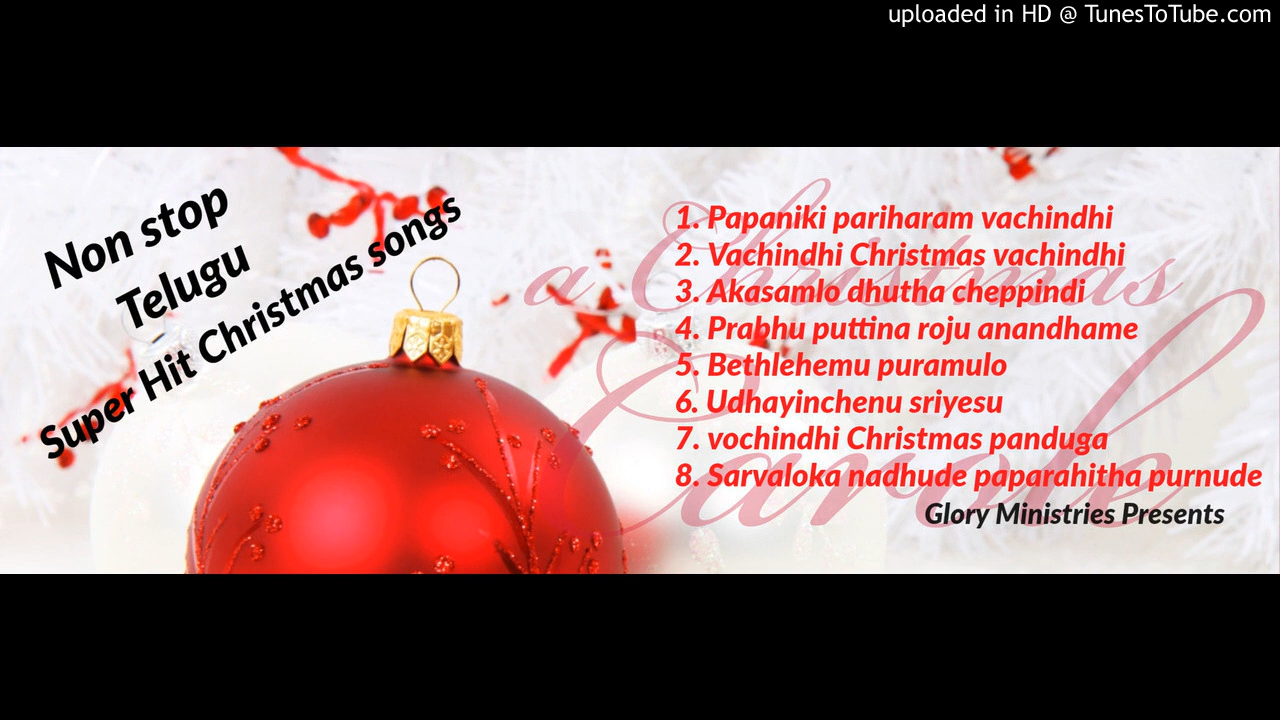 uploaded in HD @ TunesToTube.com
Non stop
Telugu
Super Hit Christmas songs
a Christmas
Carole
1. Papaniki pariharam vachindhi
2. Vachindhi Christmas vachindhi
3. Akasamlo dhutha cheppindi
4. Prabhu puttina roju anandhame
5. Bethlehemu puramulo
6. Udhayinchenu sriyesu
7. vochindhi Christmas panduga
8. Sarvaloka nadhude paparahitha purnude
Glory Ministries Presents